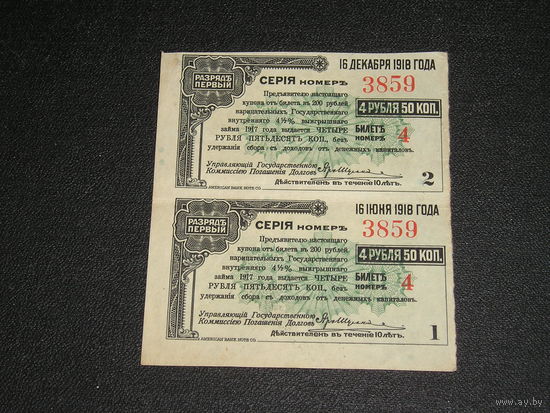 16 ДЕКАБРЯ 1918 ГОДА
РАЗРЯДЪ ПЕРВЫЙ
СЕРІЯ НОМЕРЪ 3859
Предъявителю настоящаго
купона отъ билета въ 200 рублей
нарицательныхъ Государственнаго
внутренняго 4½% выигрышнаго
займа 1917 года выдается ЧЕТЫРЕ
РУБЛЯ ПЯТЬДЕСЯТЪ КОП., безъ
удержанія сбора съ доходовъ отъ денежныхъ капиталовъ.
4 РУБЛЯ 50 КОП.
БИЛЕТЪ НОМЕРЪ 4
Управляющій Государственною
Коммиссіею Погашенія Долговъ
Дѣйствителенъ въ теченіе 10 лѣтъ.
2
AMERICAN BANK NOTE CO.
16 ІЮНЯ 1918 ГОДА
РАЗРЯДЪ ПЕРВЫЙ
СЕРІЯ НОМЕРЪ 3859
Предъявителю настоящаго
купона отъ билета въ 200 рублей
нарицательныхъ Государственнаго
внутренняго 4½% выигрышнаго
займа 1917 года выдается ЧЕТЫРЕ
РУБЛЯ ПЯТЬДЕСЯТЪ КОП., безъ
удержанія сбора съ доходовъ отъ денежныхъ капиталовъ.
4 РУБЛЯ 50 КОП.
БИЛЕТЪ НОМЕРЪ 4
Управляющій Государственною
Коммиссіею Погашенія Долговъ
Дѣйствителенъ въ теченіе 10 лѣтъ.
1
AMERICAN BANK NOTE CO.
www.ay.by